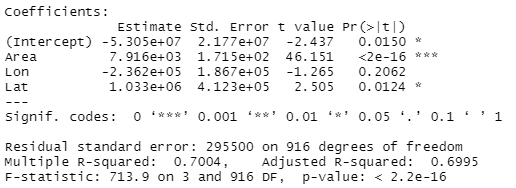 Coefficients:
Estimate Std. Error t value Pr(>|t|)
(Intercept) -5.305e+07 2.177e+07 -2.437 0.0150 *
Area 7.916e+03 1.715e+02 46.151 <2e-16 ***
Lon -2.362e+05 1.867e+05 -1.265 0.2062
Lat 1.033e+06 4.123e+05 2.505 0.0124 *
---
Signif. codes: 0 ‘***’ 0.001 ‘**’ 0.01 ‘*’ 0.05 ‘.’ 0.1 ‘ ’ 1
Residual standard error: 295500 on 916 degrees of freedom
Multiple R-squared: 0.7004, Adjusted R-squared: 0.6995
F-statistic: 713.9 on 3 and 916 DF, p-value: < 2.2e-16